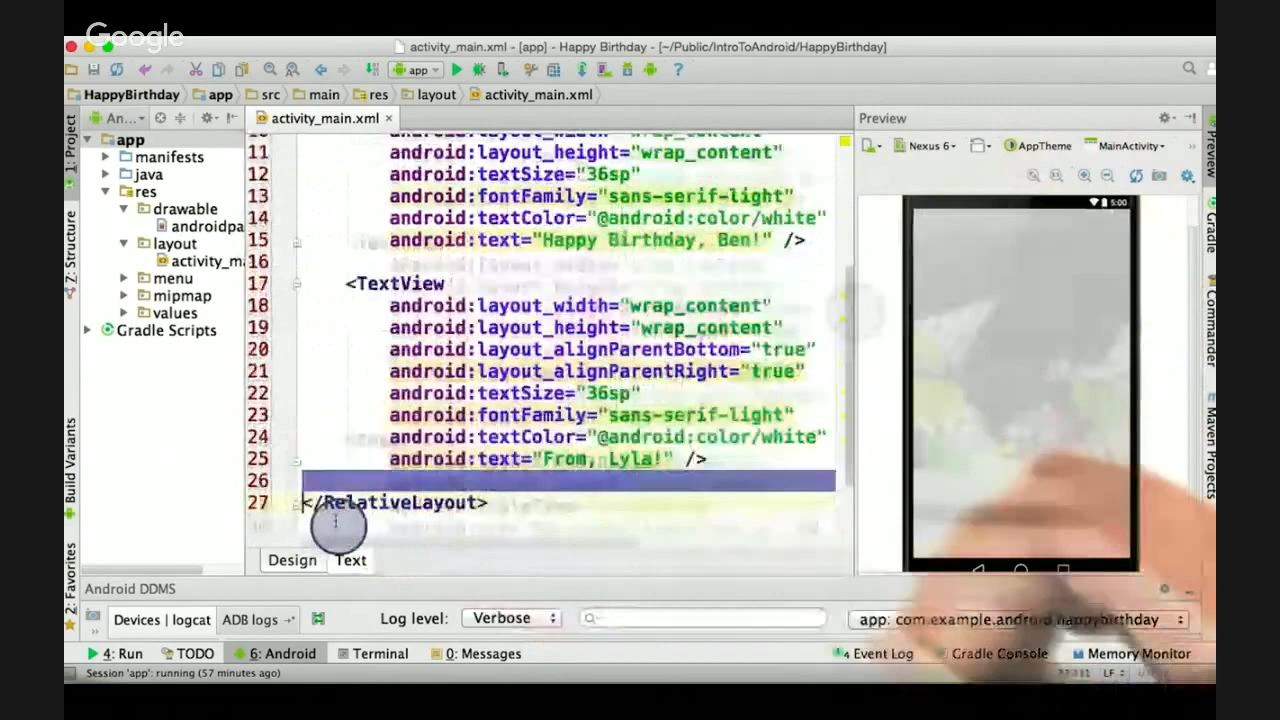 Google
activity_main.xml - [app] - Happy Birthday - [~/Public/IntroToAndroid/HappyBirthday]
app
?
HappyBirthday app src main res layout activity_main.xml
1: Project
An...
activity_main.xml ×
Preview
app
manifests
java
res
drawable
androidpa
layout
activity_m
menu
mipmap
values
Gradle Scripts
Z: Structure
Build Variants
2: Favorites
11 android:layout_height="wrap_content"
12 android:textSize="36sp"
13 android:fontFamily="sans-serif-light"
14 android:textColor="@android:color/white"
15 android:text="Happy Birthday, Ben!" />
16
17 <TextView
18 android:layout_width="wrap_content"
19 android:layout_height="wrap_content"
20 android:layout_alignParentBottom="true"
21 android:layout_alignParentRight="true"
22 android:textSize="36sp"
23 android:fontFamily="sans-serif-light"
24 android:textColor="@android:color/white"
25 android:text="From, Lyla!" />
26
27 </RelativeLayout>
Design Text
Nexus 6 AppTheme MainActivity
5:00
Preview
Gradle
Commander
Maven Projects
Android DDMS
Devices | logcat ADB logs Log level: Verbose app: com.example.android.happybirthday
4: Run TODO 6: Android Terminal 0: Messages 4 Event Log Gradle Console Memory Monitor
Session 'app': running (57 minutes ago) LF